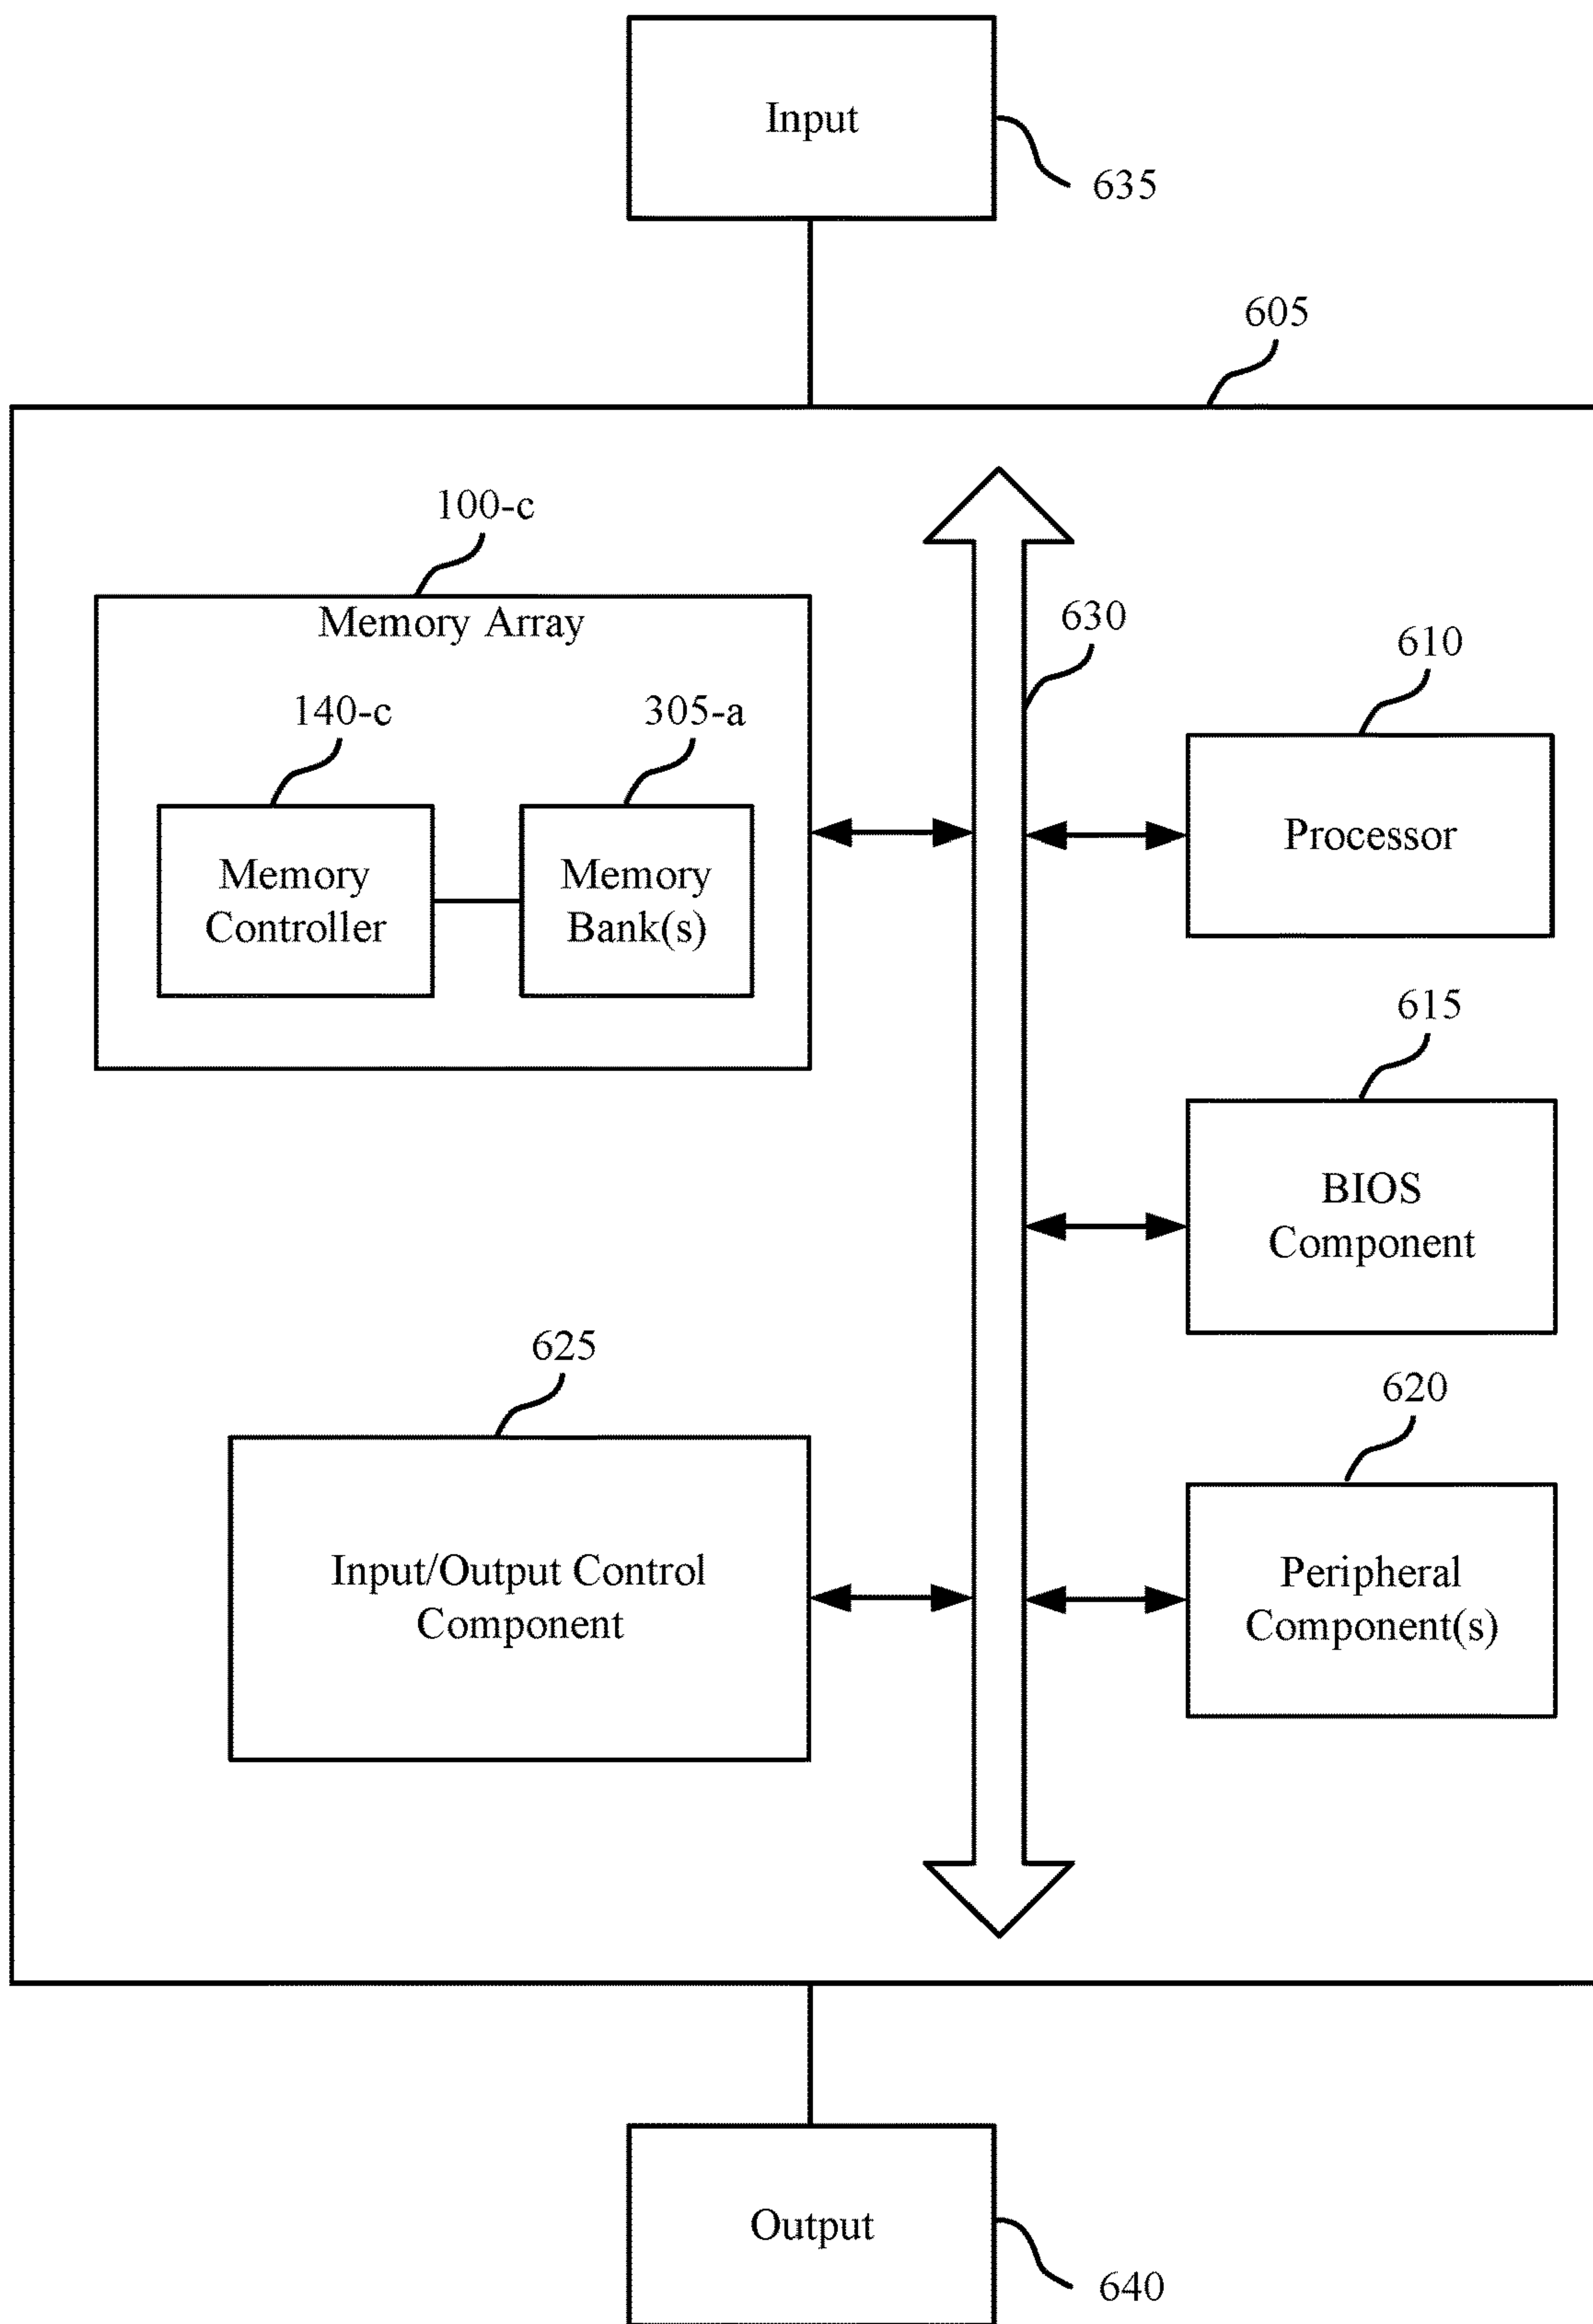 Input
635
605
100-c
Memory Array
630
610
140-c
305-a
Processor
Memory
Controller
Memory
Bank(s)
615
BIOS
Component
625
620
Input/Output Control
Component
Peripheral
Component(s)
Output
640